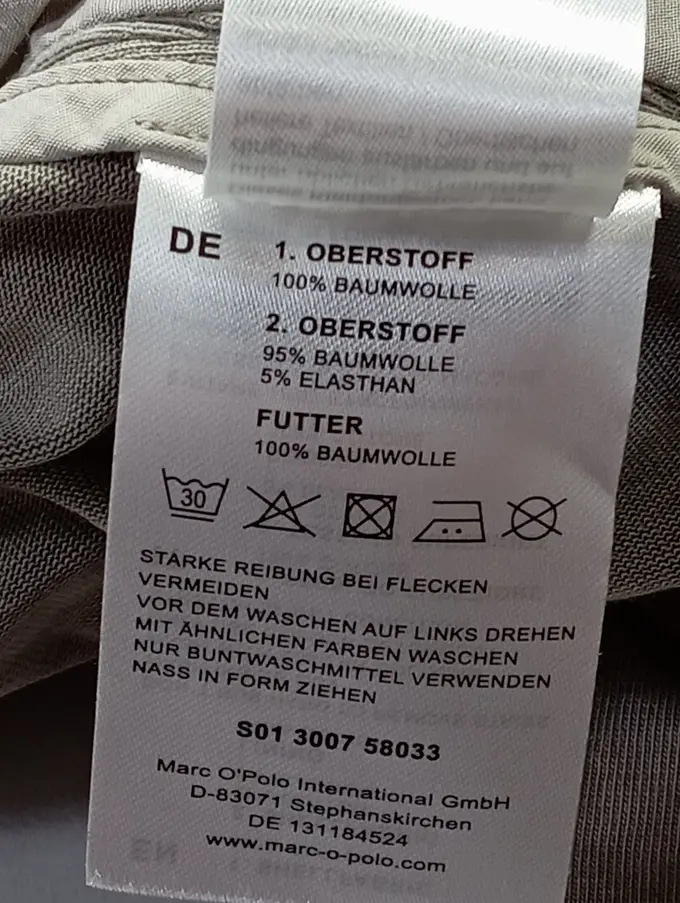 DE
1. OBERSTOFF
100% BAUMWOLLE
2. OBERSTOFF
95% BAUMWOLLE
5% ELASTHAN
FUTTER
100% BAUMWOLLE
30
STARKE REIBUNG BEI FLECKEN
VERMEIDEN
VOR DEM WASCHEN AUF LINKS DREHEN
MIT ÄHNLICHEN FARBEN WASCHEN
NUR BUNTWASCHMITTEL VERWENDEN
NASS IN FORM ZIEHEN
S01 3007 58033
Marc O'Polo International GmbH
D-83071 Stephanskirchen
DE 131184524
www.marc-o-polo.com